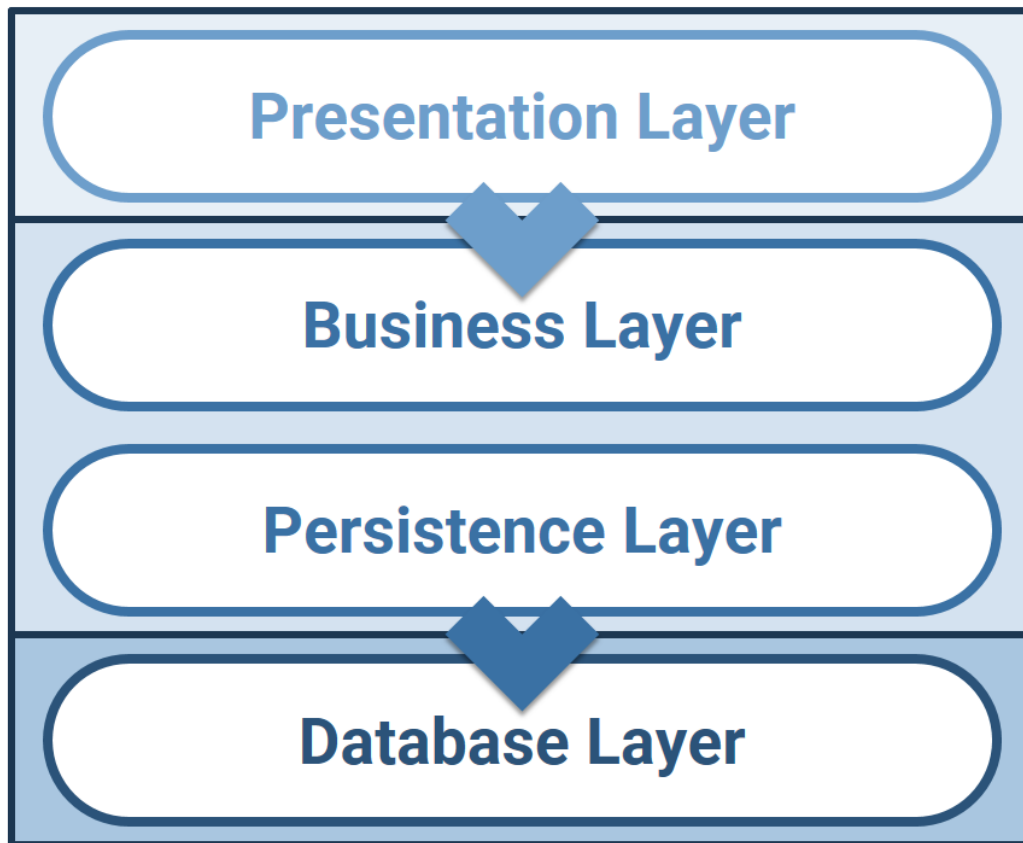 Presentation Layer
Business Layer
Persistence Layer
Database Layer